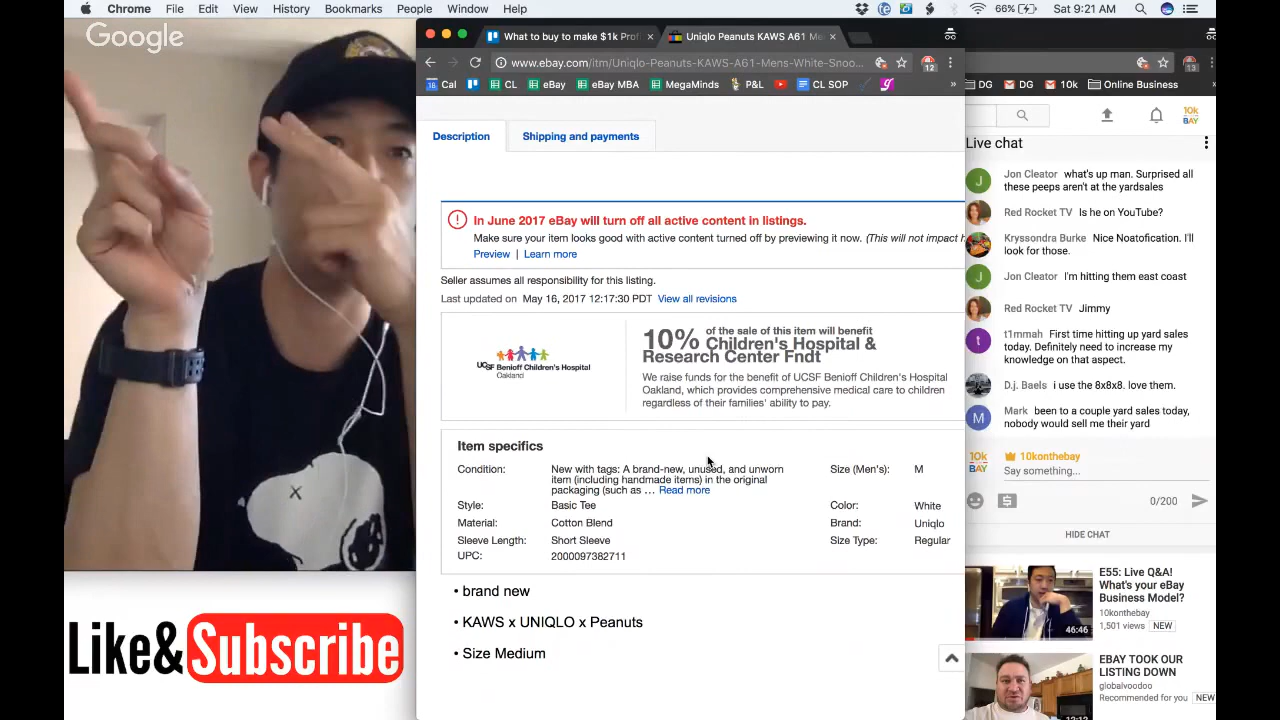 Chrome File Edit View History Bookmarks People Window Help
66% Sat 9:21 AM
Google
What to buy to make $1k Prof
Uniqlo Peanuts KAWS A61 Me
www.ebay.com/itm/Uniqlo-Peanuts-KAWS-A61-Mens-White-Snoo...
12
13
18 Cal CL eBay eBay MBA MegaMinds P&L CL SOP »
DG DG 10k Online Business
Description
Shipping and payments
In June 2017 eBay will turn off all active content in listings.
Make sure your item looks good with active content turned off by previewing it now. (This will not impact h
Preview | Learn more
Seller assumes all responsibility for this listing.
Last updated on May 16, 2017 12:17:30 PDT View all revisions
UCSF Benioff Children's Hospital
Oakland
10% of the sale of this item will benefit
Children's Hospital &
Research Center Fndt
We raise funds for the benefit of UCSF Benioff Children's Hospital
Oakland, which provides comprehensive medical care to children
regardless of their families' ability to pay.
Item specifics
Condition: New with tags: A brand-new, unused, and unworn
item (including handmade items) in the original
packaging (such as ... Read more
Size (Men's): M
Style: Basic Tee
Color: White
Material: Cotton Blend
Brand: Uniqlo
Sleeve Length: Short Sleeve
Size Type: Regular
UPC: 2000097382711
• brand new
• KAWS x UNIQLO x Peanuts
• Size Medium
10k
BAY
Live chat
J
Jon Cleator what's up man. Surprised all
these peeps aren't at the yardsales
Red Rocket TV Is he on YouTube?
Kryssondra Burke Nice Noatofication. I'll
look for those.
J
Jon Cleator I'm hitting them east coast
Red Rocket TV Jimmy
t
t1mmah First time hitting up yard sales
today. Definitely need to increase my
knowledge on that aspect.
D.j. Baels i use the 8x8x8. love them.
M
Mark been to a couple yard sales today,
nobody would sell me their yard
10k
BAY
10konthebay
Say something...
0/200
HIDE CHAT
E55: Live Q&A!
What's your eBay
Business Model?
10konthebay
1,501 views NEW
46:46
EBAY TOOK OUR
LISTING DOWN
globalvoodoo
Recommended for you NEW
12:12
Like& Subscribe